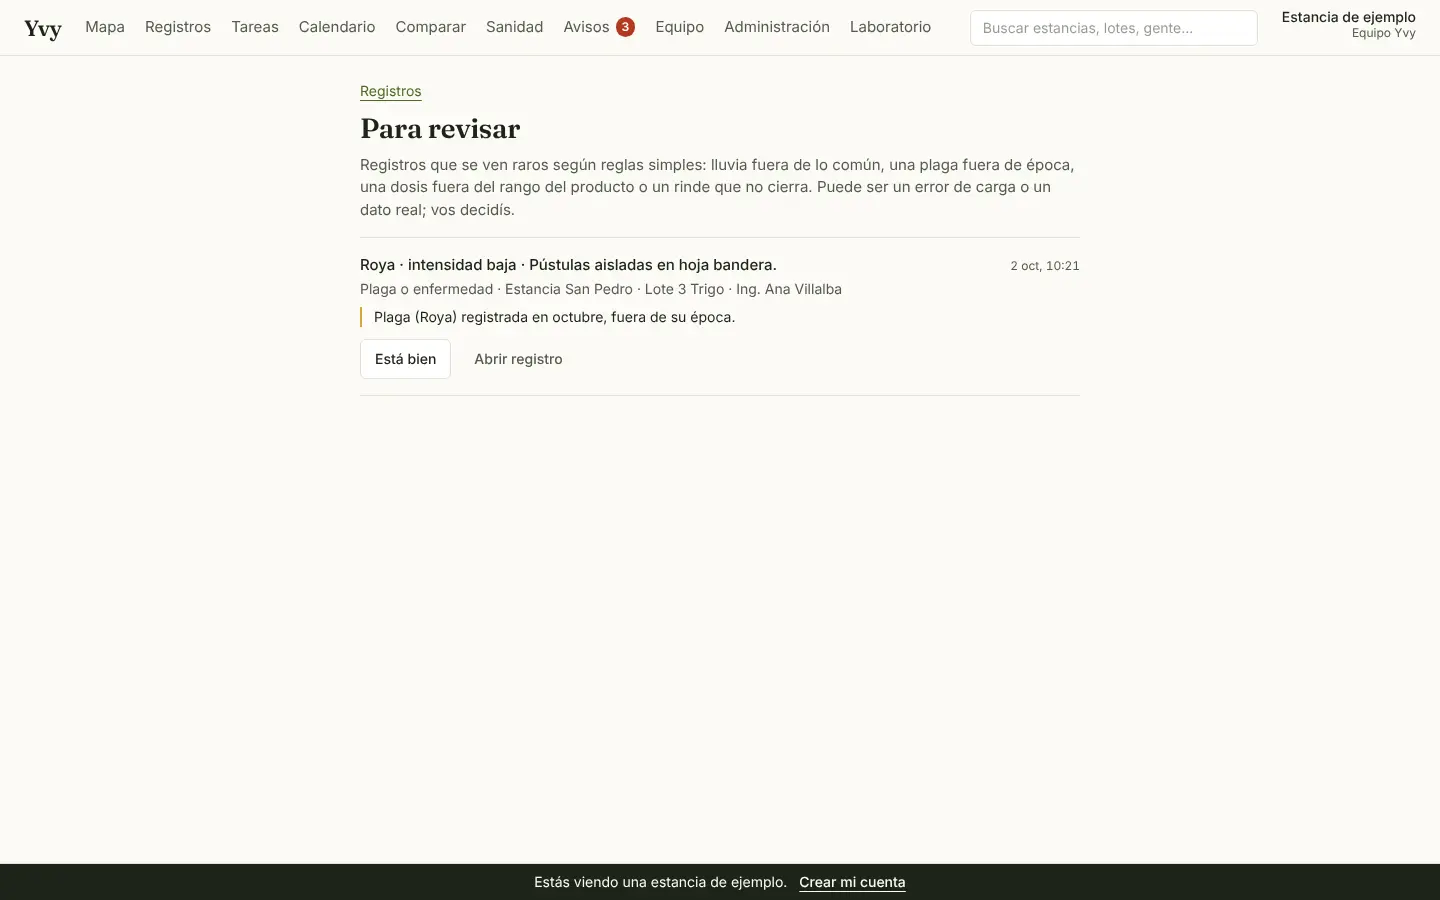 Yvy
Mapa
Registros
Tareas
Calendario
Comparar
Sanidad
Avisos 3
Equipo
Administración
Laboratorio
Buscar estancias, lotes, gente...
Estancia de ejemplo
Equipo Yvy
Registros
Para revisar
Registros que se ven raros según reglas simples: lluvia fuera de lo común, una plaga fuera de época,
una dosis fuera del rango del producto o un rinde que no cierra. Puede ser un error de carga o un
dato real; vos decidís.
Roya · intensidad baja · Pústulas aisladas en hoja bandera.
2 oct, 10:21
Plaga o enfermedad · Estancia San Pedro · Lote 3 Trigo · Ing. Ana Villalba
Plaga (Roya) registrada en octubre, fuera de su época.
Está bien
Abrir registro
Estás viendo una estancia de ejemplo. Crear mi cuenta